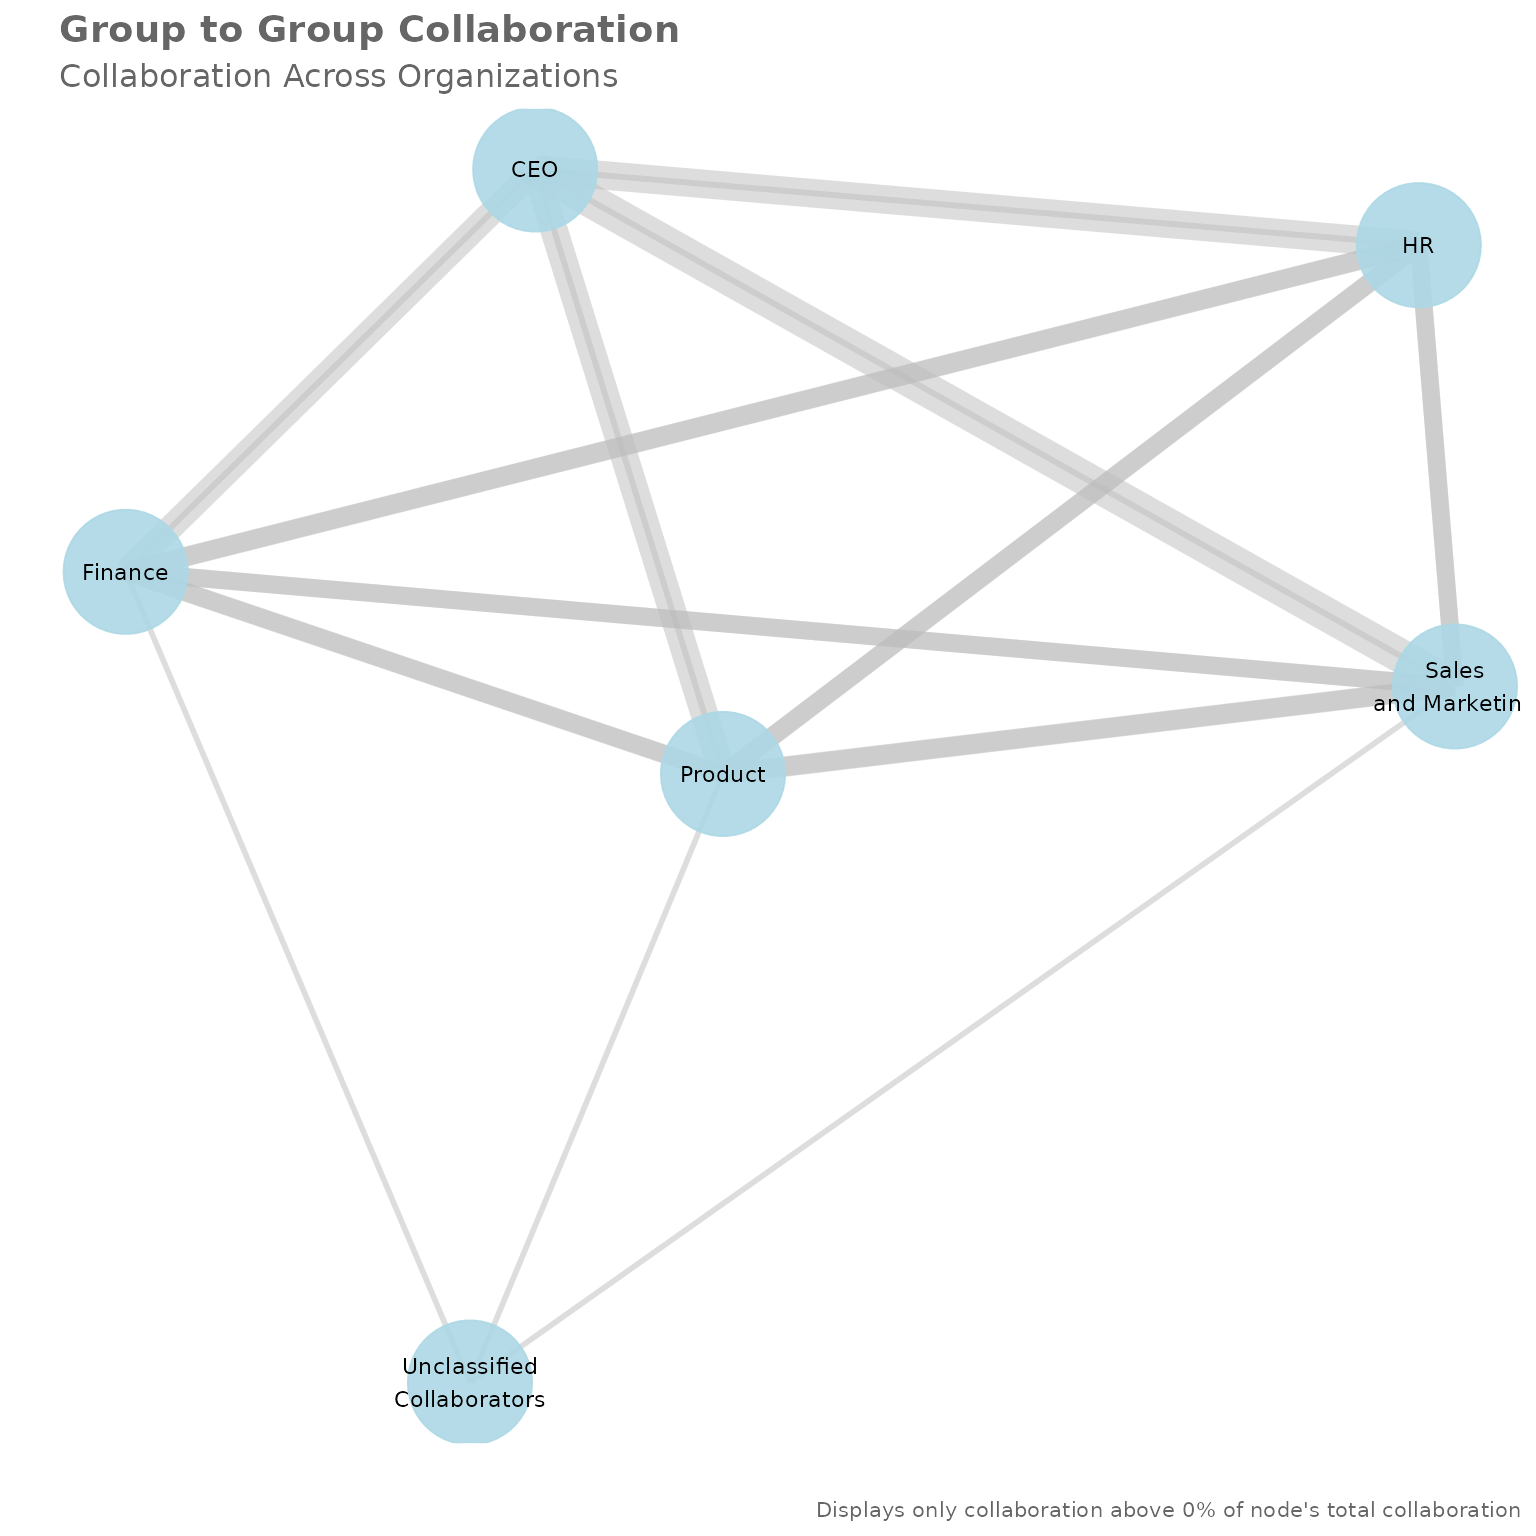 Group to Group Collaboration
Collaboration Across Organizations
CEO
HR
Finance
Sales
and Marketin
Product
Unclassified
Collaborators
Displays only collaboration above 0% of node's total collaboration